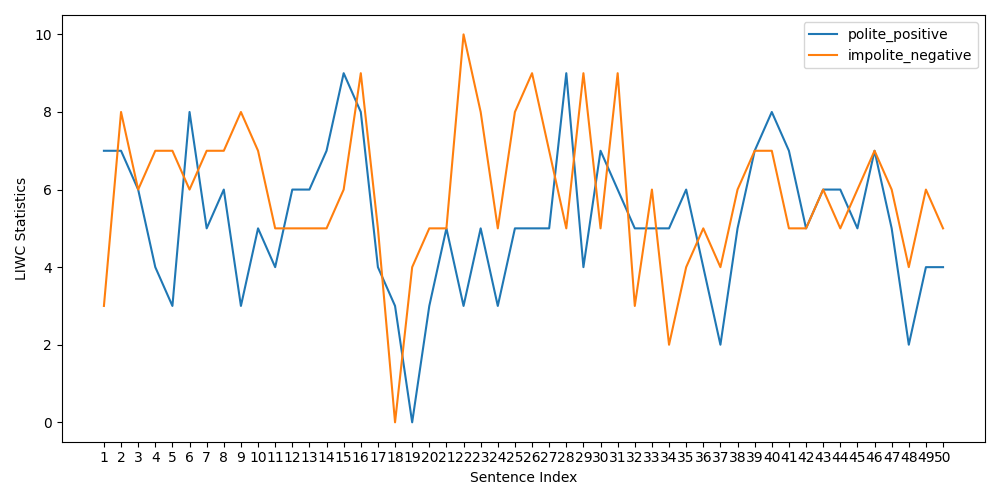 polite_positive
impolite_negative
10
8
6
4
2
0
LIWC Statistics
1 2 3 4 5 6 7 8 9 10 11 12 13 14 15 16 17 18 19 20 21 22 23 24 25 26 27 28 29 30 31 32 33 34 35 36 37 38 39 40 41 42 43 44 45 46 47 48 49 50
Sentence Index